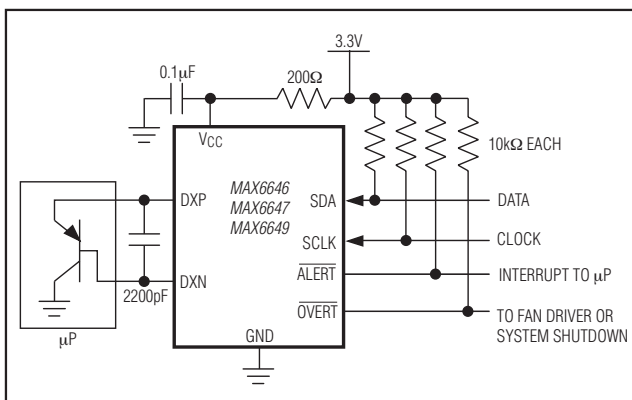 3.3V
0.1μF
200Ω
VCC
10kΩ EACH
MAX6646
MAX6647
MAX6649
DXP
SDA
DATA
SCLK
CLOCK
DXN
ALERT
INTERRUPT TO μP
2200pF
OVERT
TO FAN DRIVER OR
SYSTEM SHUTDOWN
GND
μP